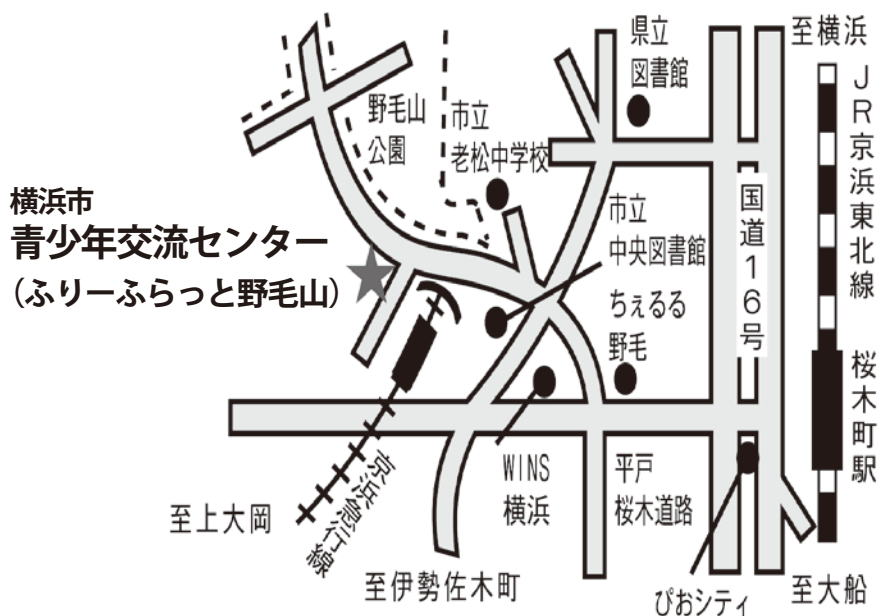 至横浜
県立
図書館
JR京浜東北線
野毛山
公園
市立
老松中学校
横浜市
青少年交流センター
（ふりーふらっと野毛山）
市立
中央図書館
国道16号
ちぇるる
野毛
桜木町駅
WINS
横浜
平戸
桜木道路
京浜急行線
至上大岡
至伊勢佐木町
ぴおシティ
至大船